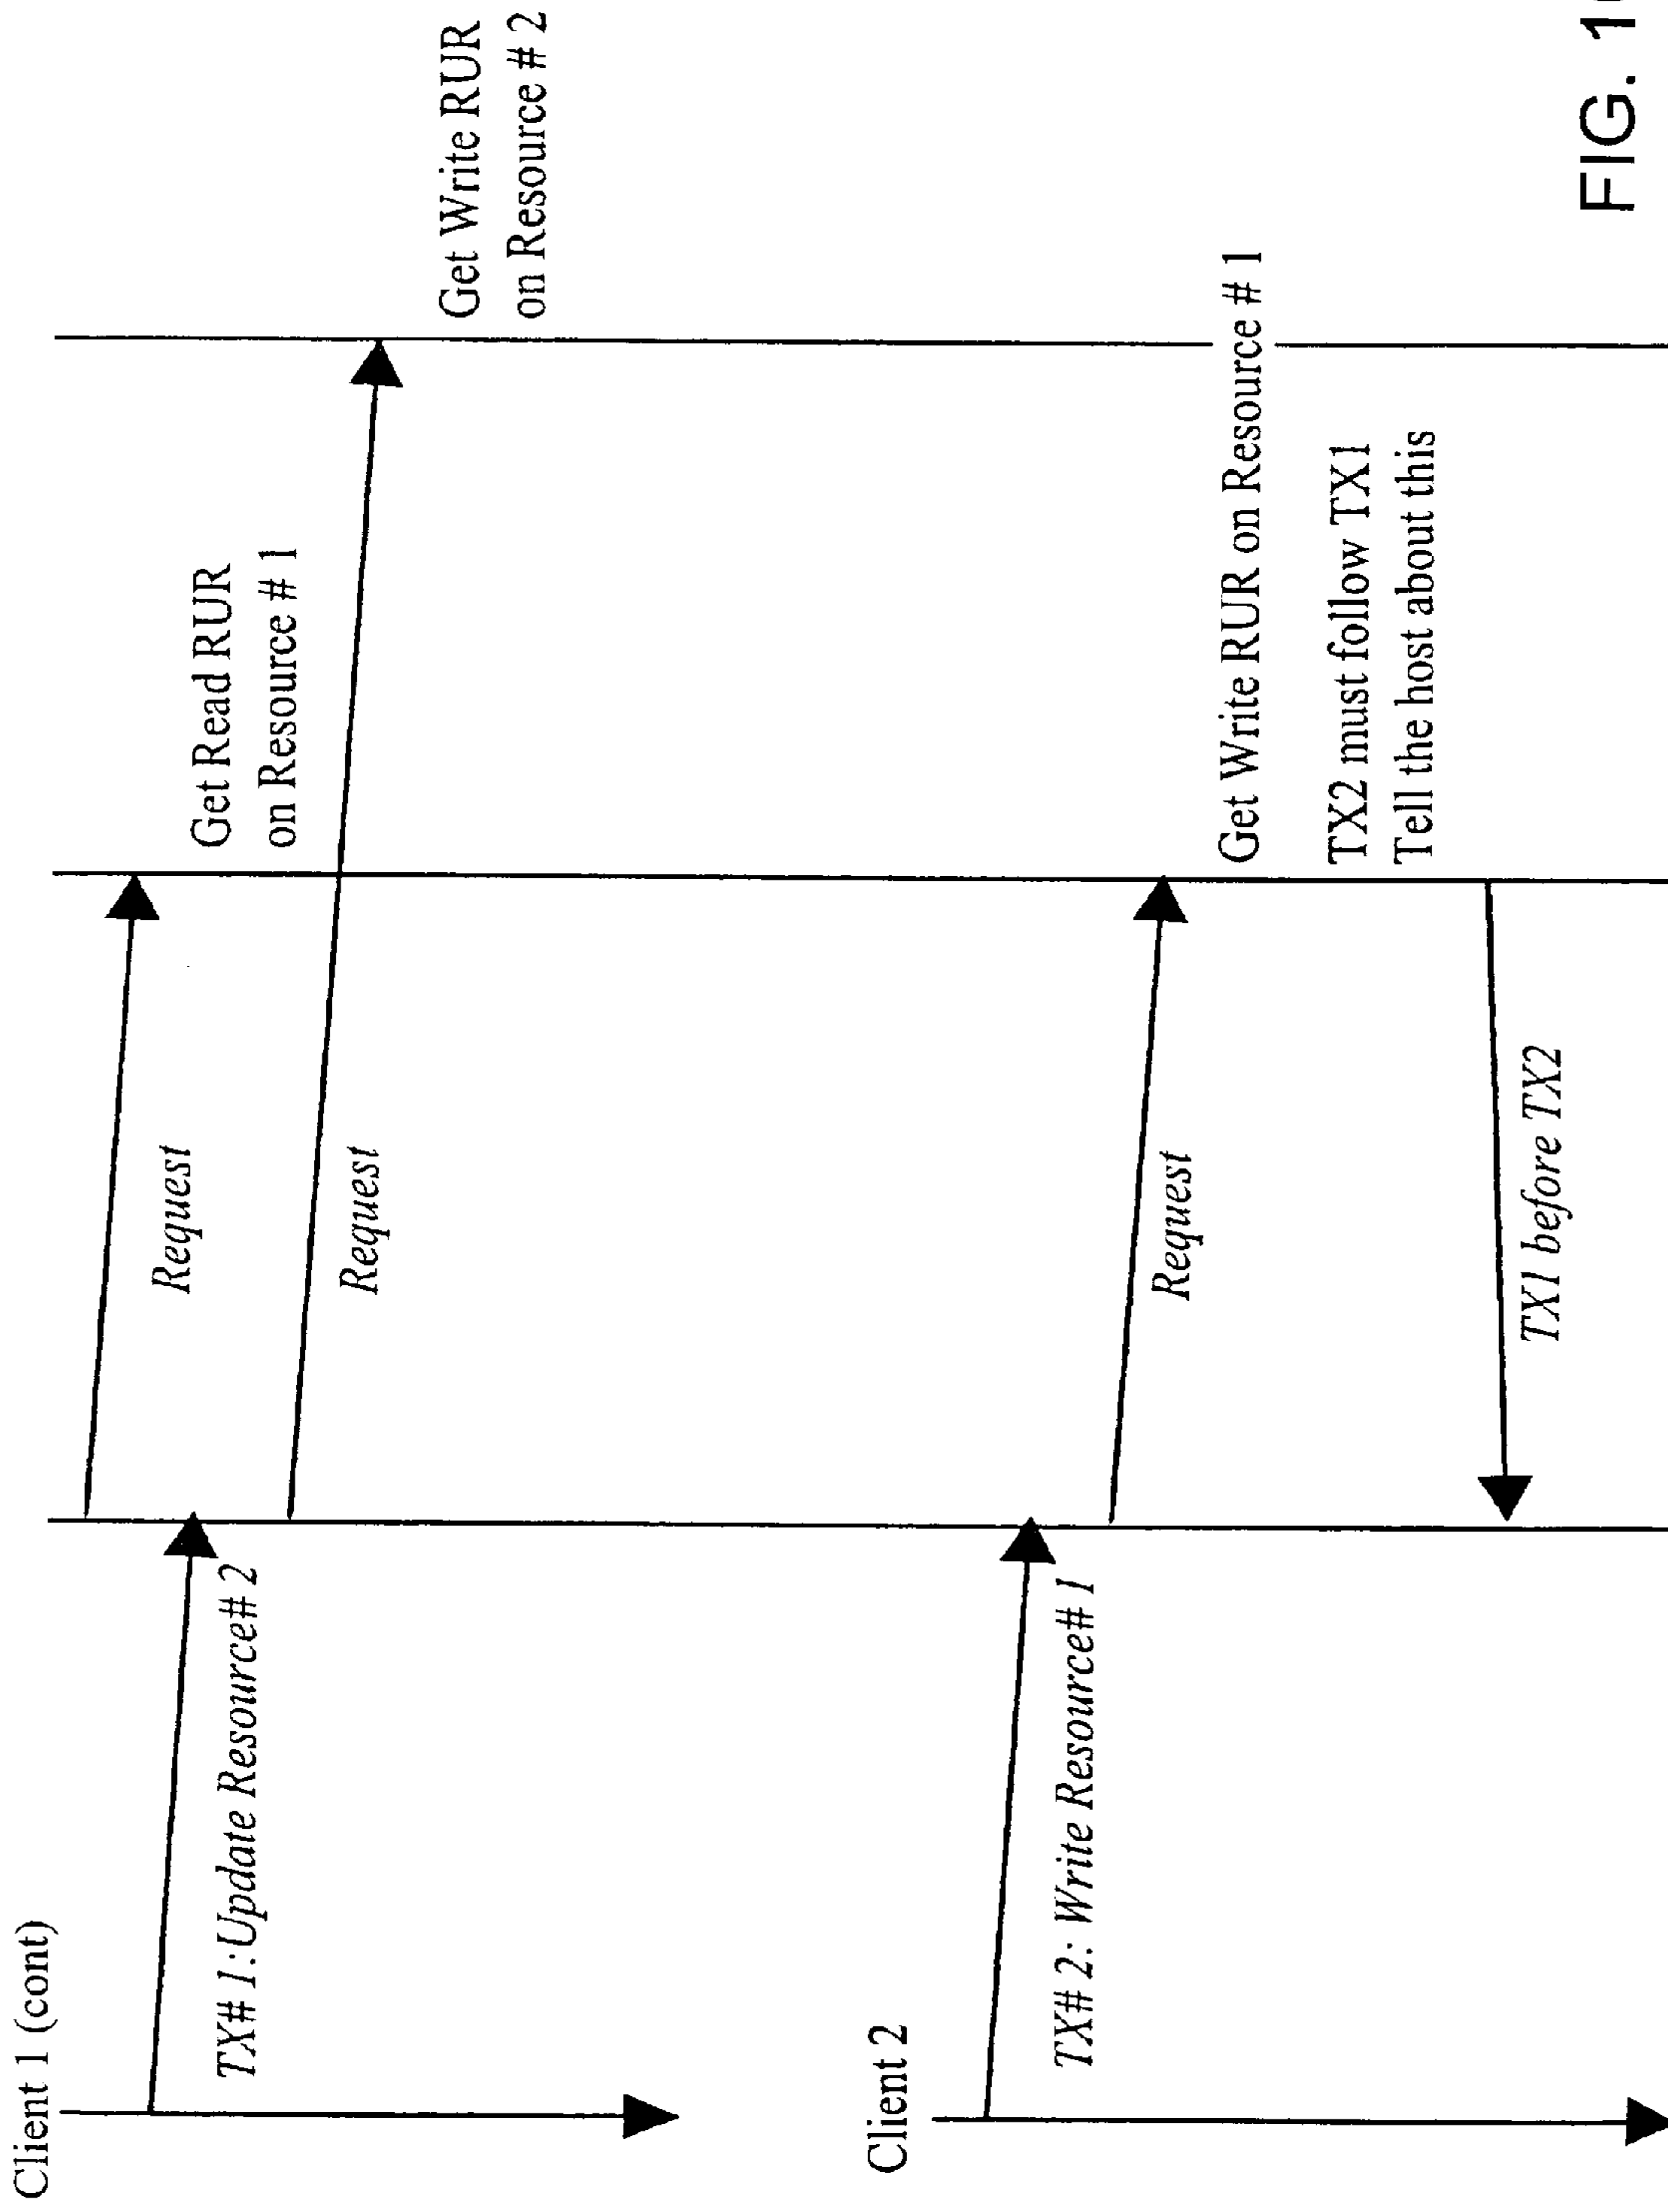 Client 1 (cont)
Request
Get Read RUR
on Resource # 1
TX# 1:Update Resource# 2
Request
Get Write RUR
on Resource # 2
Client 2
TX# 2: Write Resource# 1
Request
Get Write RUR on Resource # 1
TX2 must follow TX1
Tell the host about this
TX1 before TX2
FIG.